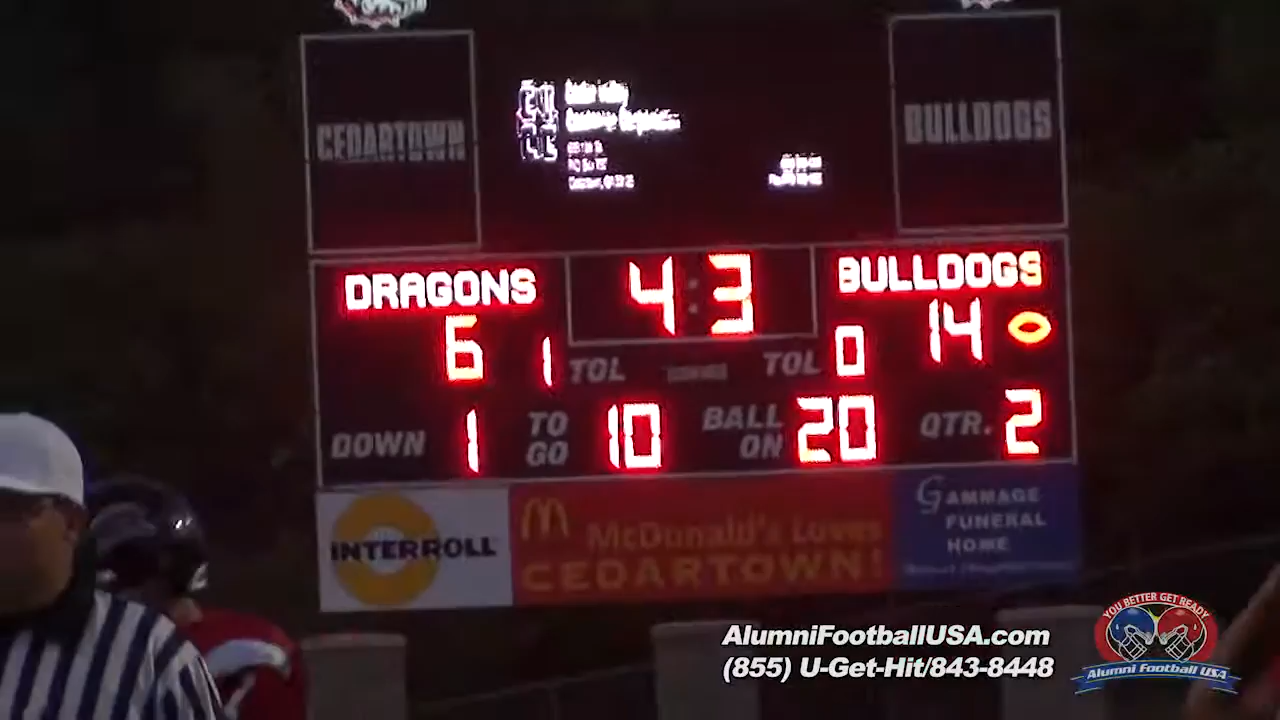 CEDARTOWN
BULLDOGS
DRAGONS
4:3
BULLDOGS
6
1
TOL
TOL
0
14
DOWN
1
TO
GO
10
BALL
ON
20
QTR.
2
INTERROLL
McDonald's Loves
CEDARTOWN!
GAMMAGE
FUNERAL
HOME
AlumniFootballUSA.com
(855) U-Get-Hit/843-8448
YOU BETTER GET READY
Alumni Football USA